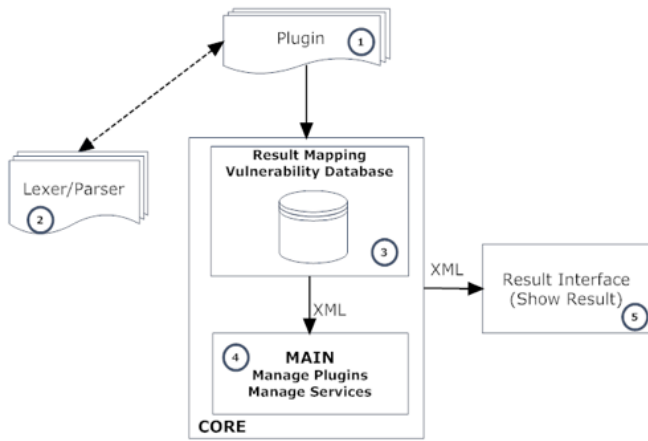 Plugin
1
Lexer/Parser
2
Result Mapping
Vulnerability Database
3
XML
XML
Result Interface
(Show Result)
5
4
MAIN
Manage Plugins
Manage Services
CORE